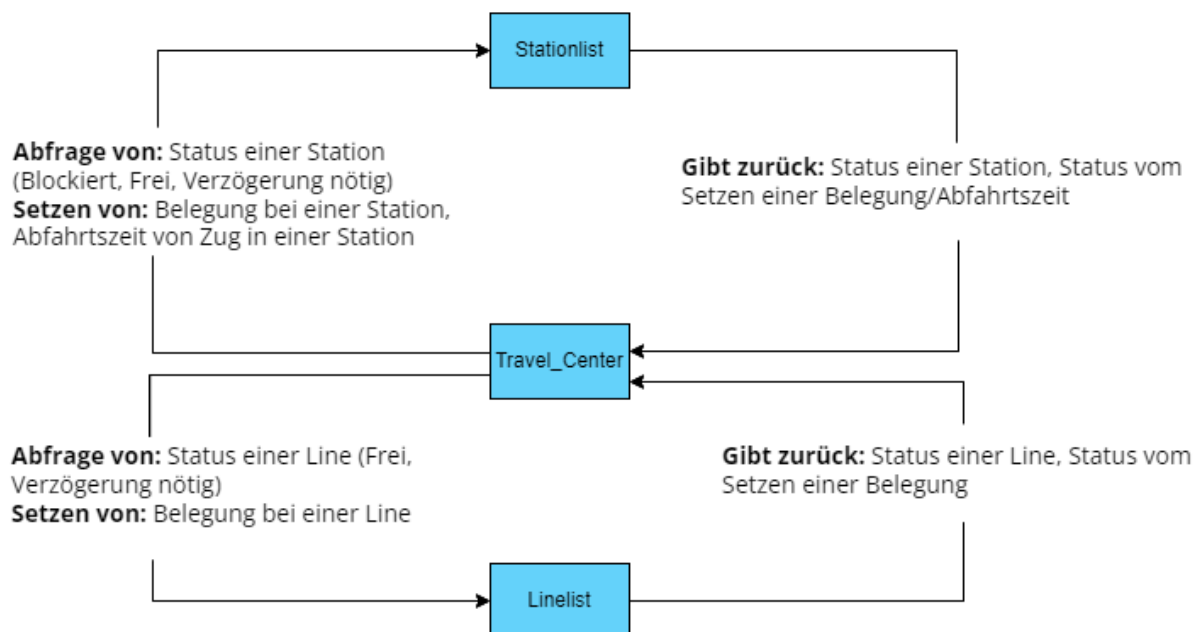 Stationlist
Abfrage von: Status einer Station
(Blockiert, Frei, Verzögerung nötig)
Setzen von: Belegung bei einer Station,
Abfahrtszeit von Zug in einer Station
Gibt zurück: Status einer Station, Status vom
Setzen einer Belegung/Abfahrtszeit
Travel_Center
Abfrage von: Status einer Line (Frei,
Verzögerung nötig)
Setzen von: Belegung bei einer Line
Gibt zurück: Status einer Line, Status vom
Setzen einer Belegung
Linelist